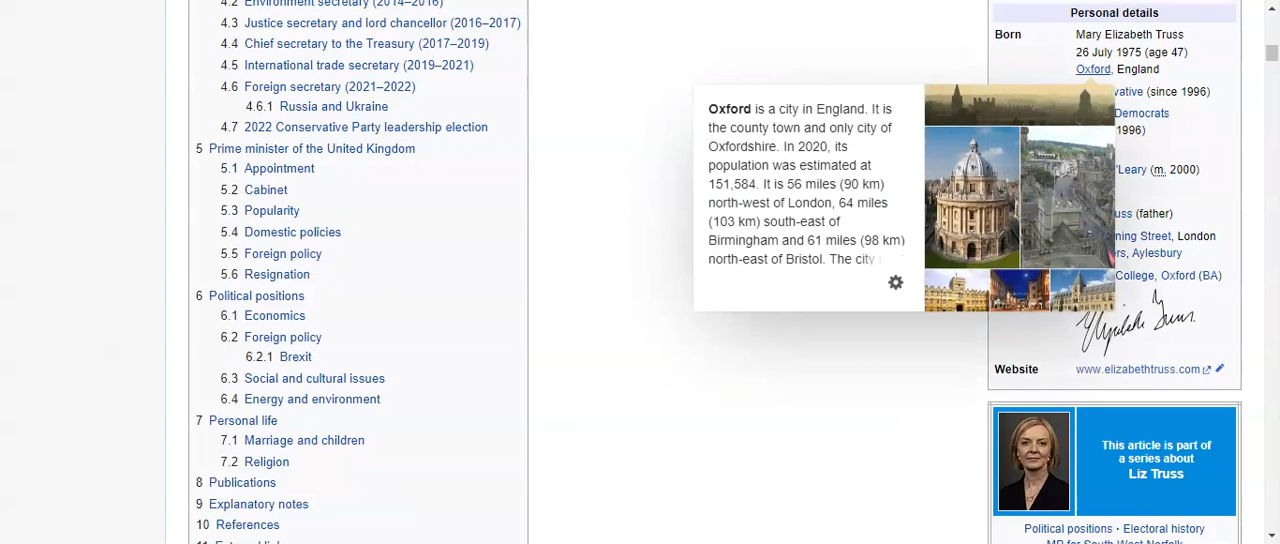 4.2 Environment secretary (2014–2016)
4.3 Justice secretary and lord chancellor (2016–2017)
4.4 Chief secretary to the Treasury (2017–2019)
4.5 International trade secretary (2019–2021)
4.6 Foreign secretary (2021–2022)
4.6.1 Russia and Ukraine
4.7 2022 Conservative Party leadership election
5 Prime minister of the United Kingdom
5.1 Appointment
5.2 Cabinet
5.3 Popularity
5.4 Domestic policies
5.5 Foreign policy
5.6 Resignation
6 Political positions
6.1 Economics
6.2 Foreign policy
6.2.1 Brexit
6.3 Social and cultural issues
6.4 Energy and environment
7 Personal life
7.1 Marriage and children
7.2 Religion
8 Publications
9 Explanatory notes
10 References
Oxford is a city in England. It is
the county town and only city of
Oxfordshire. In 2020, its
population was estimated at
151,584. It is 56 miles (90 km)
north-west of London, 64 miles
(103 km) south-east of
Birmingham and 61 miles (98 km)
north-east of Bristol. The city
Personal details
Born Mary Elizabeth Truss
26 July 1975 (age 47)
Oxford, England
vative (since 1996)
Democrats
1996)
'Leary (m. 2000)
uss (father)
ning Street, London
rs, Aylesbury
College, Oxford (BA)
Website www.elizabethtruss.com
This article is part of
a series about
Liz Truss
Political positions · Electoral history
MP for South West Norfolk